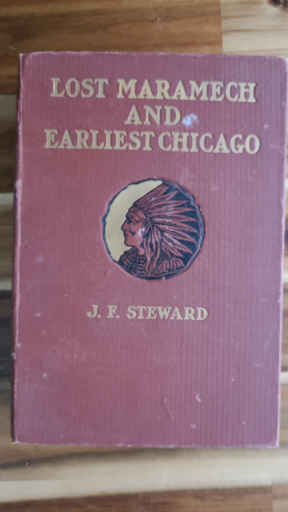 LOST MARAMECH
AND
EARLIEST CHICAGO
J. F. STEWARD